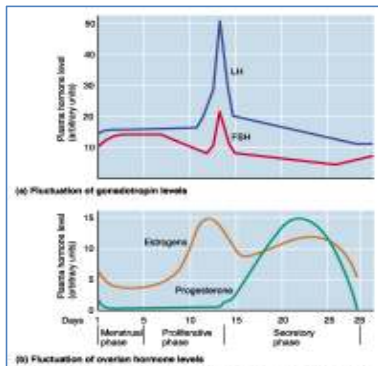 50
40
30
20
10
Plasma hormone level
(arbitrary units)
LH
FSH
(a) Fluctuation of gonadotropin levels
15
10
5
0
Plasma hormone level
(arbitrary units)
Estrogens
Progesterone
Days 1 5 10 15 20 25 28
Menstrual phase
Proliferative phase
Secretory phase
(b) Fluctuation of ovarian hormone levels